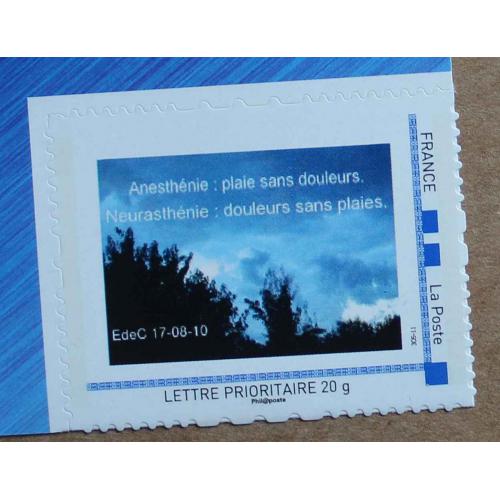 Anesthénie : plaie sans douleurs.
Neurasthénie : douleurs sans plaies.
EdeC 17-08-10
FRANCE
La Poste
LETTRE PRIORITAIRE 20 g
Phil@poste